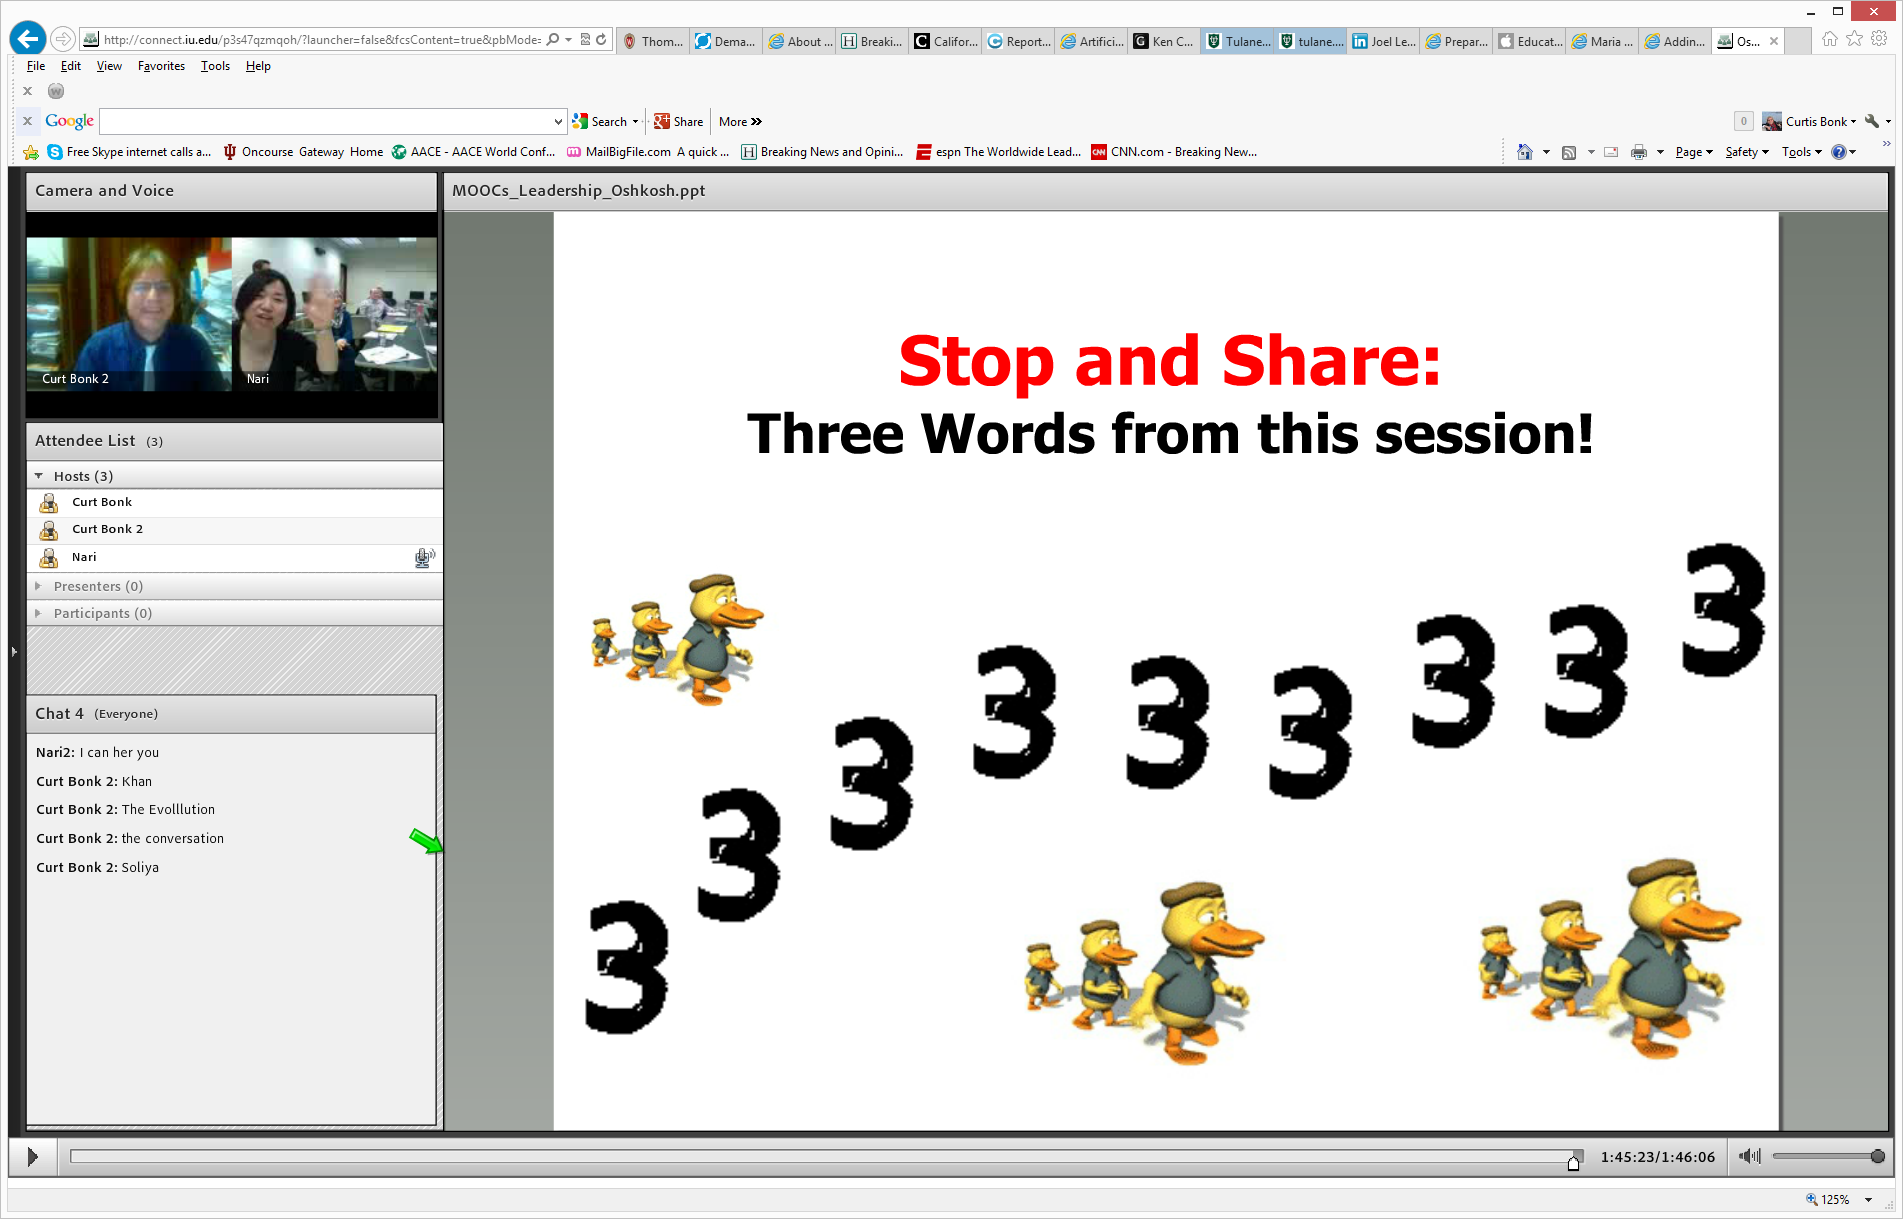 http://connect.iu.edu/p3s47qzmqoh/?launcher=false&fcsContent=true&pbMode=
Thom...
Dema...
About ...
Breaki...
Califor...
Report...
Artifici...
Ken C...
Tulane...
tulane....
Joel Le...
Prepar...
Educat...
Maria ...
Addin...
Os...
File Edit View Favorites Tools Help
Google
Search
Share
More
0
Curtis Bonk
Free Skype internet calls a...
Oncourse Gateway Home
AACE - AACE World Conf...
MailBigFile.com A quick ...
Breaking News and Opini...
espn The Worldwide Lead...
CNN.com - Breaking New...
Page
Safety
Tools
Camera and Voice
MOOCs_Leadership_Oshkosh.ppt
Curt Bonk 2
Nari
Attendee List (3)
Hosts (3)
Curt Bonk
Curt Bonk 2
Nari
Presenters (0)
Participants (0)
Chat 4 (Everyone)
Nari2: I can her you
Curt Bonk 2: Khan
Curt Bonk 2: The Evolllution
Curt Bonk 2: the conversation
Curt Bonk 2: Soliya
Stop and Share:
Three Words from this session!
3 3 3 3 3 3 3 3 3
1:45:23/1:46:06
125%